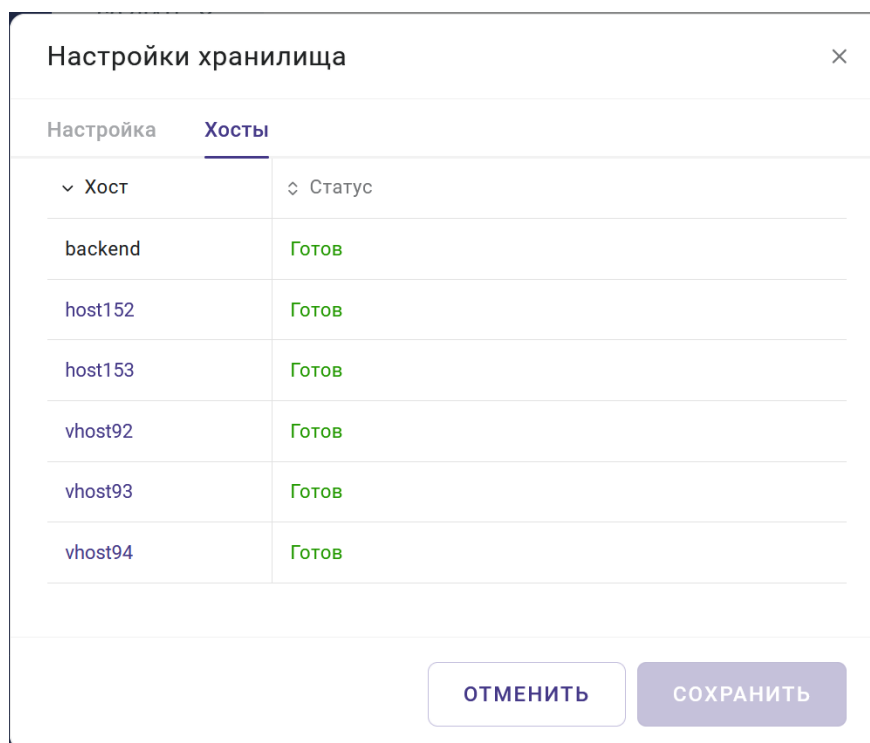 Настройки хранилища
Настройка Хосты
Хост Статус
backend Готов
host152 Готов
host153 Готов
vhost92 Готов
vhost93 Готов
vhost94 Готов
ОТМЕНИТЬ СОХРАНИТЬ